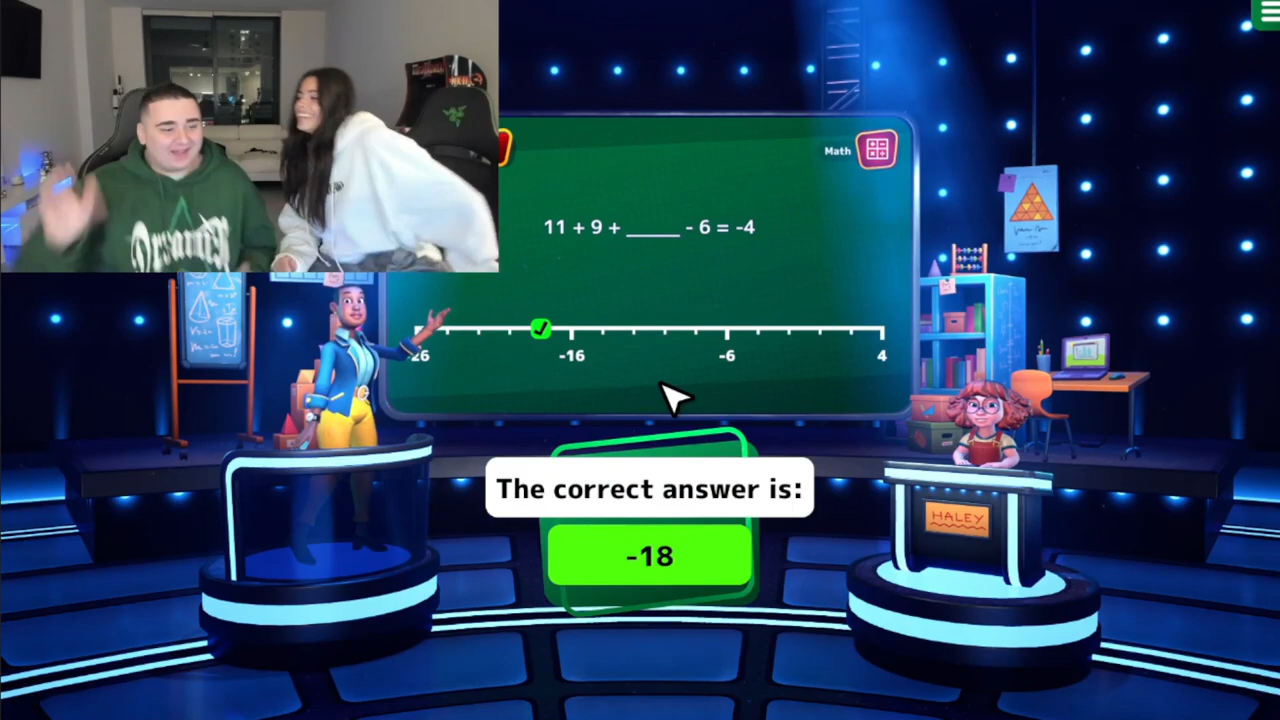 Math
11 + 9 + _____ - 6 = -4
-26 -16 -6 4
The correct answer is:
-18
HALEY